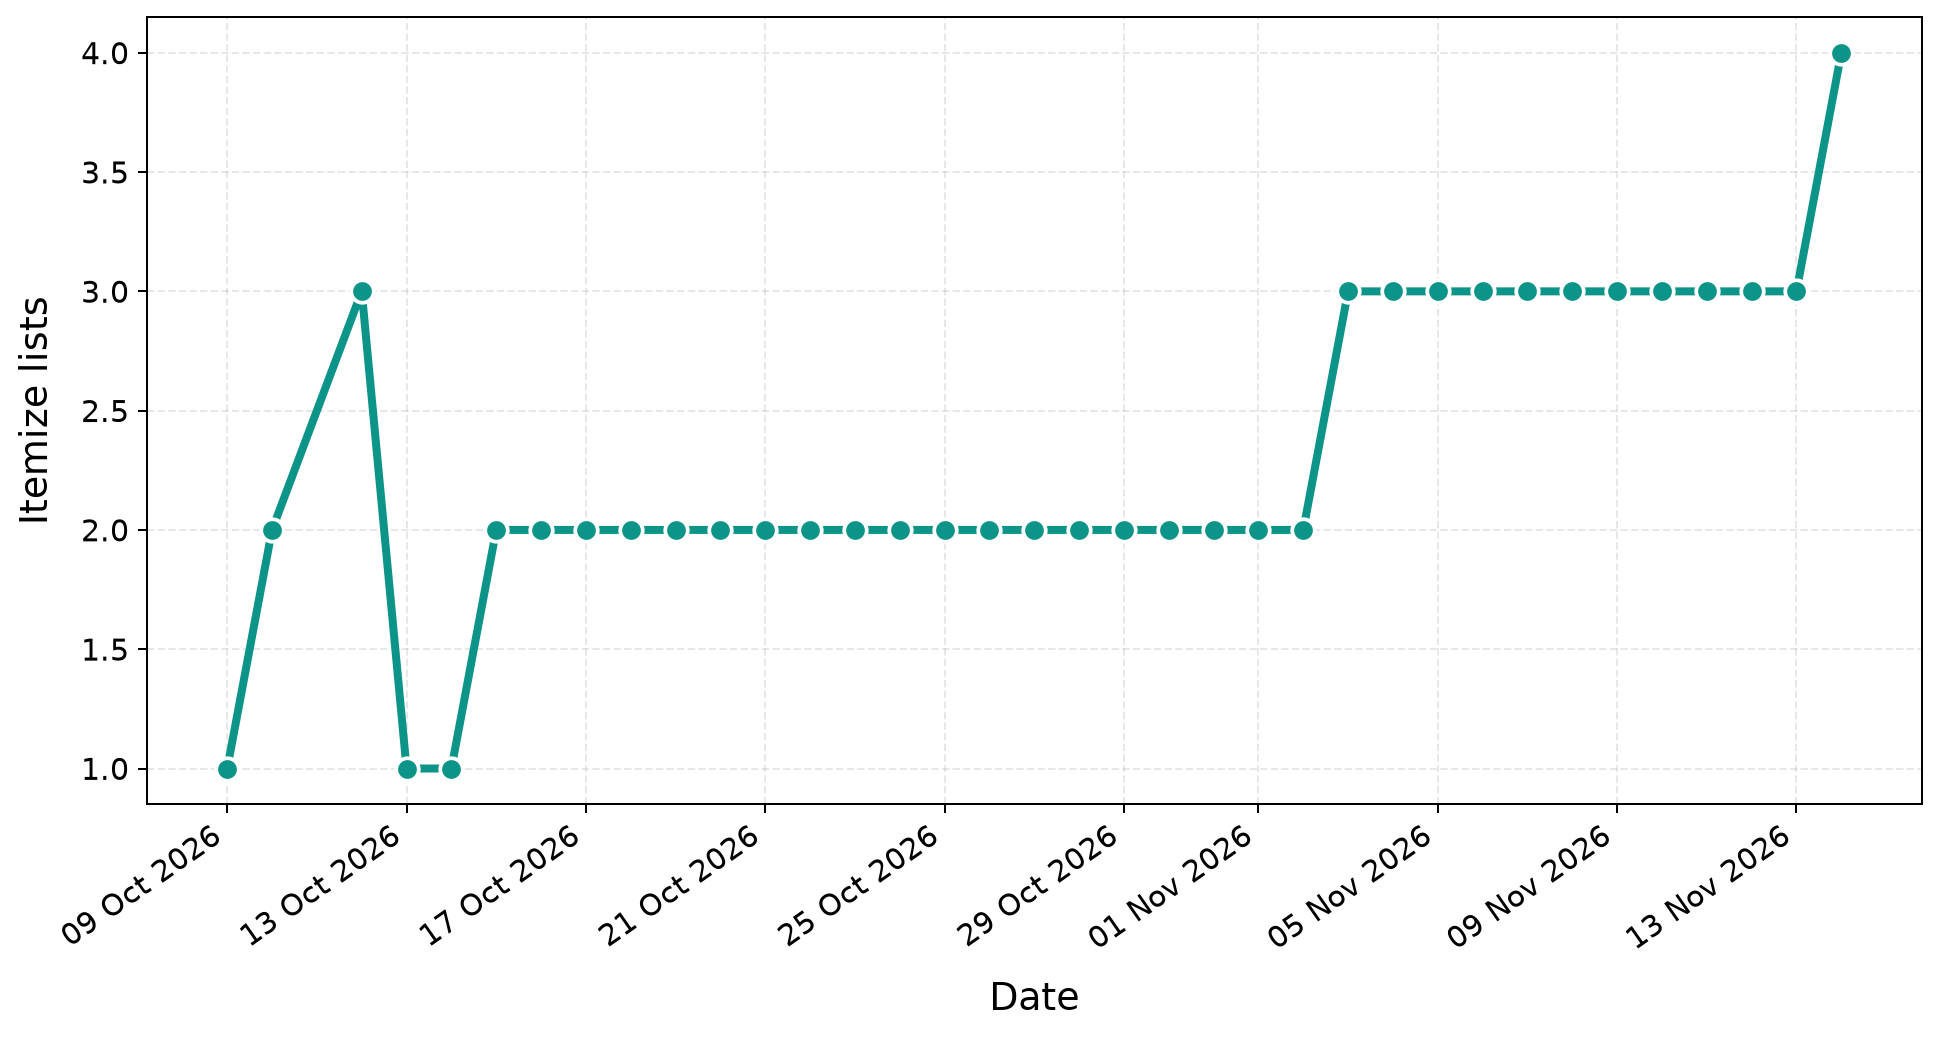 4.0
3.5
3.0
2.5
2.0
1.5
1.0
Itemize lists
09 Oct 2026
13 Oct 2026
17 Oct 2026
21 Oct 2026
25 Oct 2026
29 Oct 2026
01 Nov 2026
05 Nov 2026
09 Nov 2026
13 Nov 2026
Date